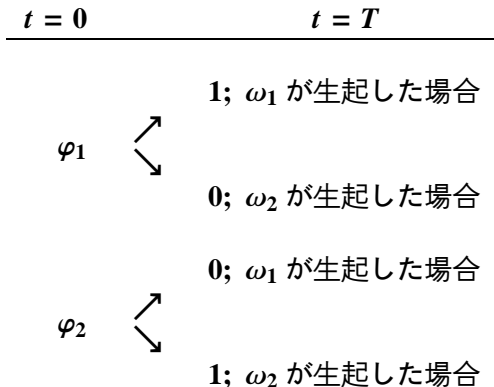 t = 0 t = T
1; ω1 が生起した場合
φ1
0; ω2 が生起した場合
0; ω1 が生起した場合
φ2
1; ω2 が生起した場合